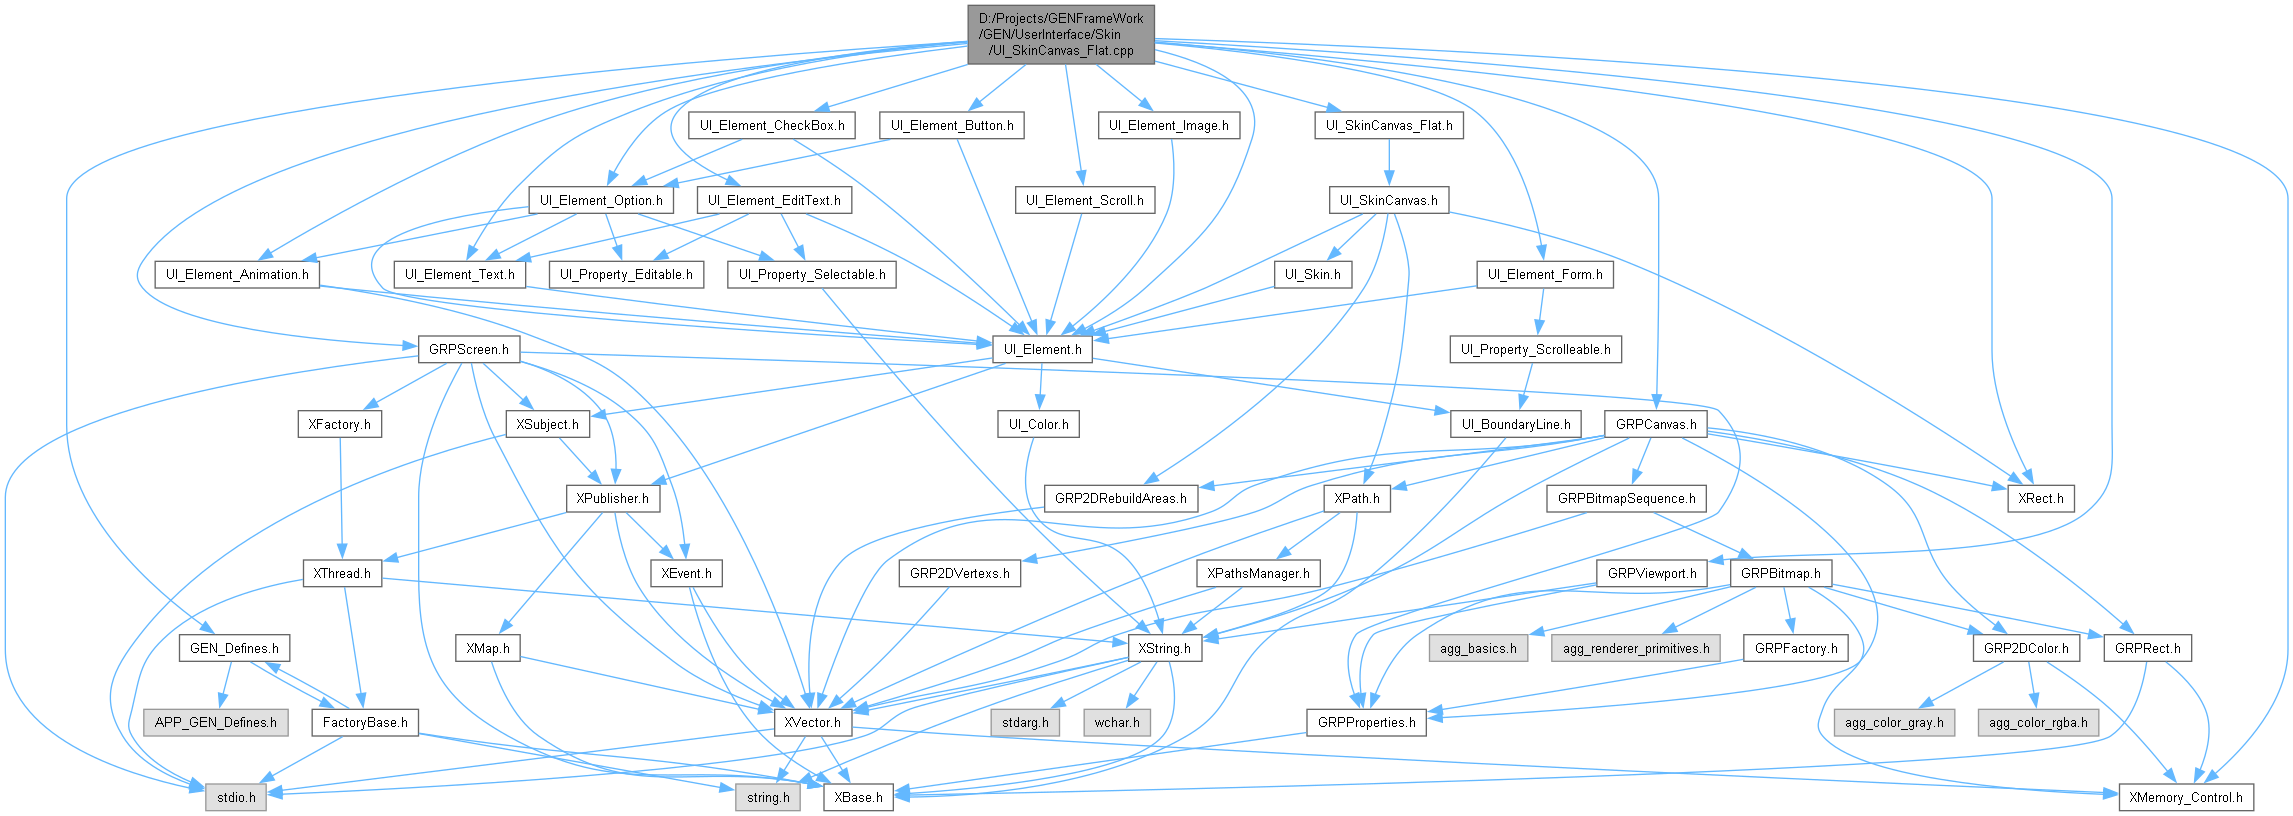 D:/Projects/GENFrameWork
/GEN/UserInterface/Skin
/UI_SkinCanvas_Flat.cpp
UI_Element_CheckBox.h
UI_Element_Button.h
UI_Element_Image.h
UI_SkinCanvas_Flat.h
UI_Element_Option.h
UI_Element_EditText.h
UI_Element_Scroll.h
UI_SkinCanvas.h
UI_Element_Animation.h
UI_Element_Text.h
UI_Property_Editable.h
UI_Property_Selectable.h
UI_Skin.h
UI_Element_Form.h
GRPScreen.h
UI_Element.h
UI_Property_Scrolleable.h
XFactory.h
XSubject.h
UI_Color.h
UI_BoundaryLine.h
GRPCanvas.h
XPublisher.h
GRP2DRebuildAreas.h
XPath.h
GRPBitmapSequence.h
XRect.h
XThread.h
XEvent.h
GRP2DVertexs.h
XPathsManager.h
GRPViewport.h
GRPBitmap.h
GEN_Defines.h
XMap.h
XString.h
agg_basics.h
agg_renderer_primitives.h
GRPFactory.h
GRP2DColor.h
GRPRect.h
APP_GEN_Defines.h
FactoryBase.h
XVector.h
stdarg.h
wchar.h
GRPProperties.h
agg_color_gray.h
agg_color_rgba.h
stdio.h
string.h
XBase.h
XMemory_Control.h